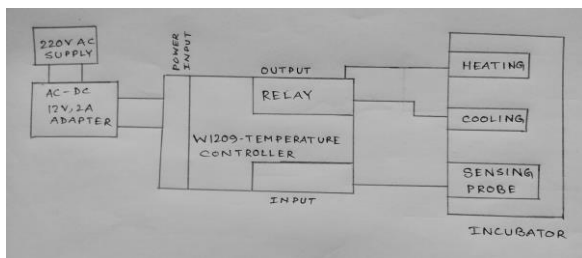 220V AC
SUPPLY
AC-DC
12V, 2A
ADAPTER
POWER
INPUT
OUTPUT
RELAY
W1209-TEMPERATURE
CONTROLLER
INPUT
HEATING
COOLING
SENSING
PROBE
INCUBATOR